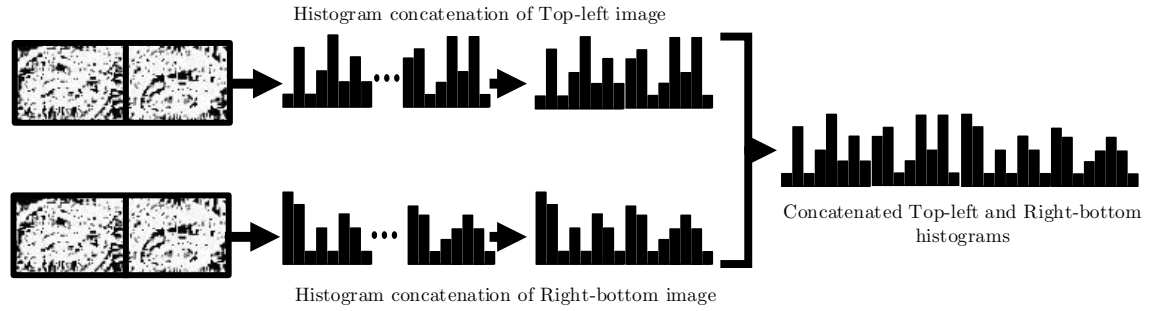 Histogram concatenation of Top-left image
Concatenated Top-left and Right-bottom
histograms
Histogram concatenation of Right-bottom image